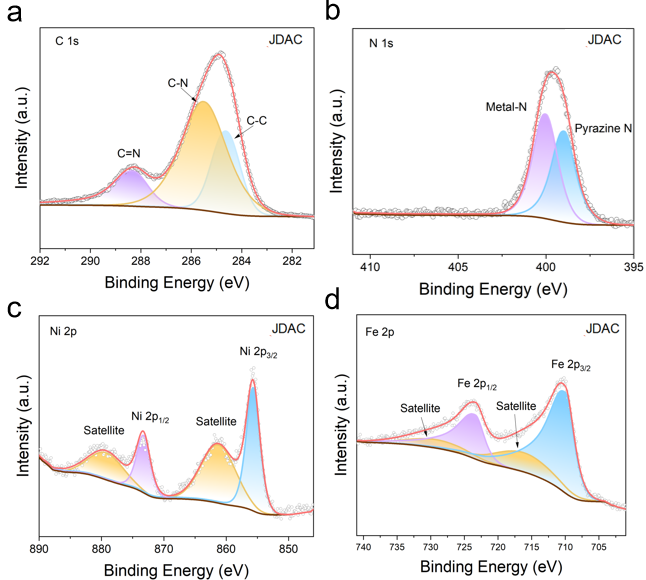 a
C 1s
JDAC
C-N
C-C
C=N
Intensity (a.u.)
292 290 288 286 284 282
Binding Energy (eV)
b
N 1s
JDAC
Metal-N
Pyrazine N
Intensity (a.u.)
410 405 400 395
Binding Energy (eV)
c
Ni 2p
JDAC
Ni 2p3/2
Satellite
Ni 2p1/2
Satellite
Intensity (a.u.)
890 880 870 860 850
Binding Energy (eV)
d
Fe 2p
JDAC
Fe 2p3/2
Fe 2p1/2
Satellite
Satellite
Intensity (a.u.)
740 735 730 725 720 715 710 705
Binding Energy (eV)